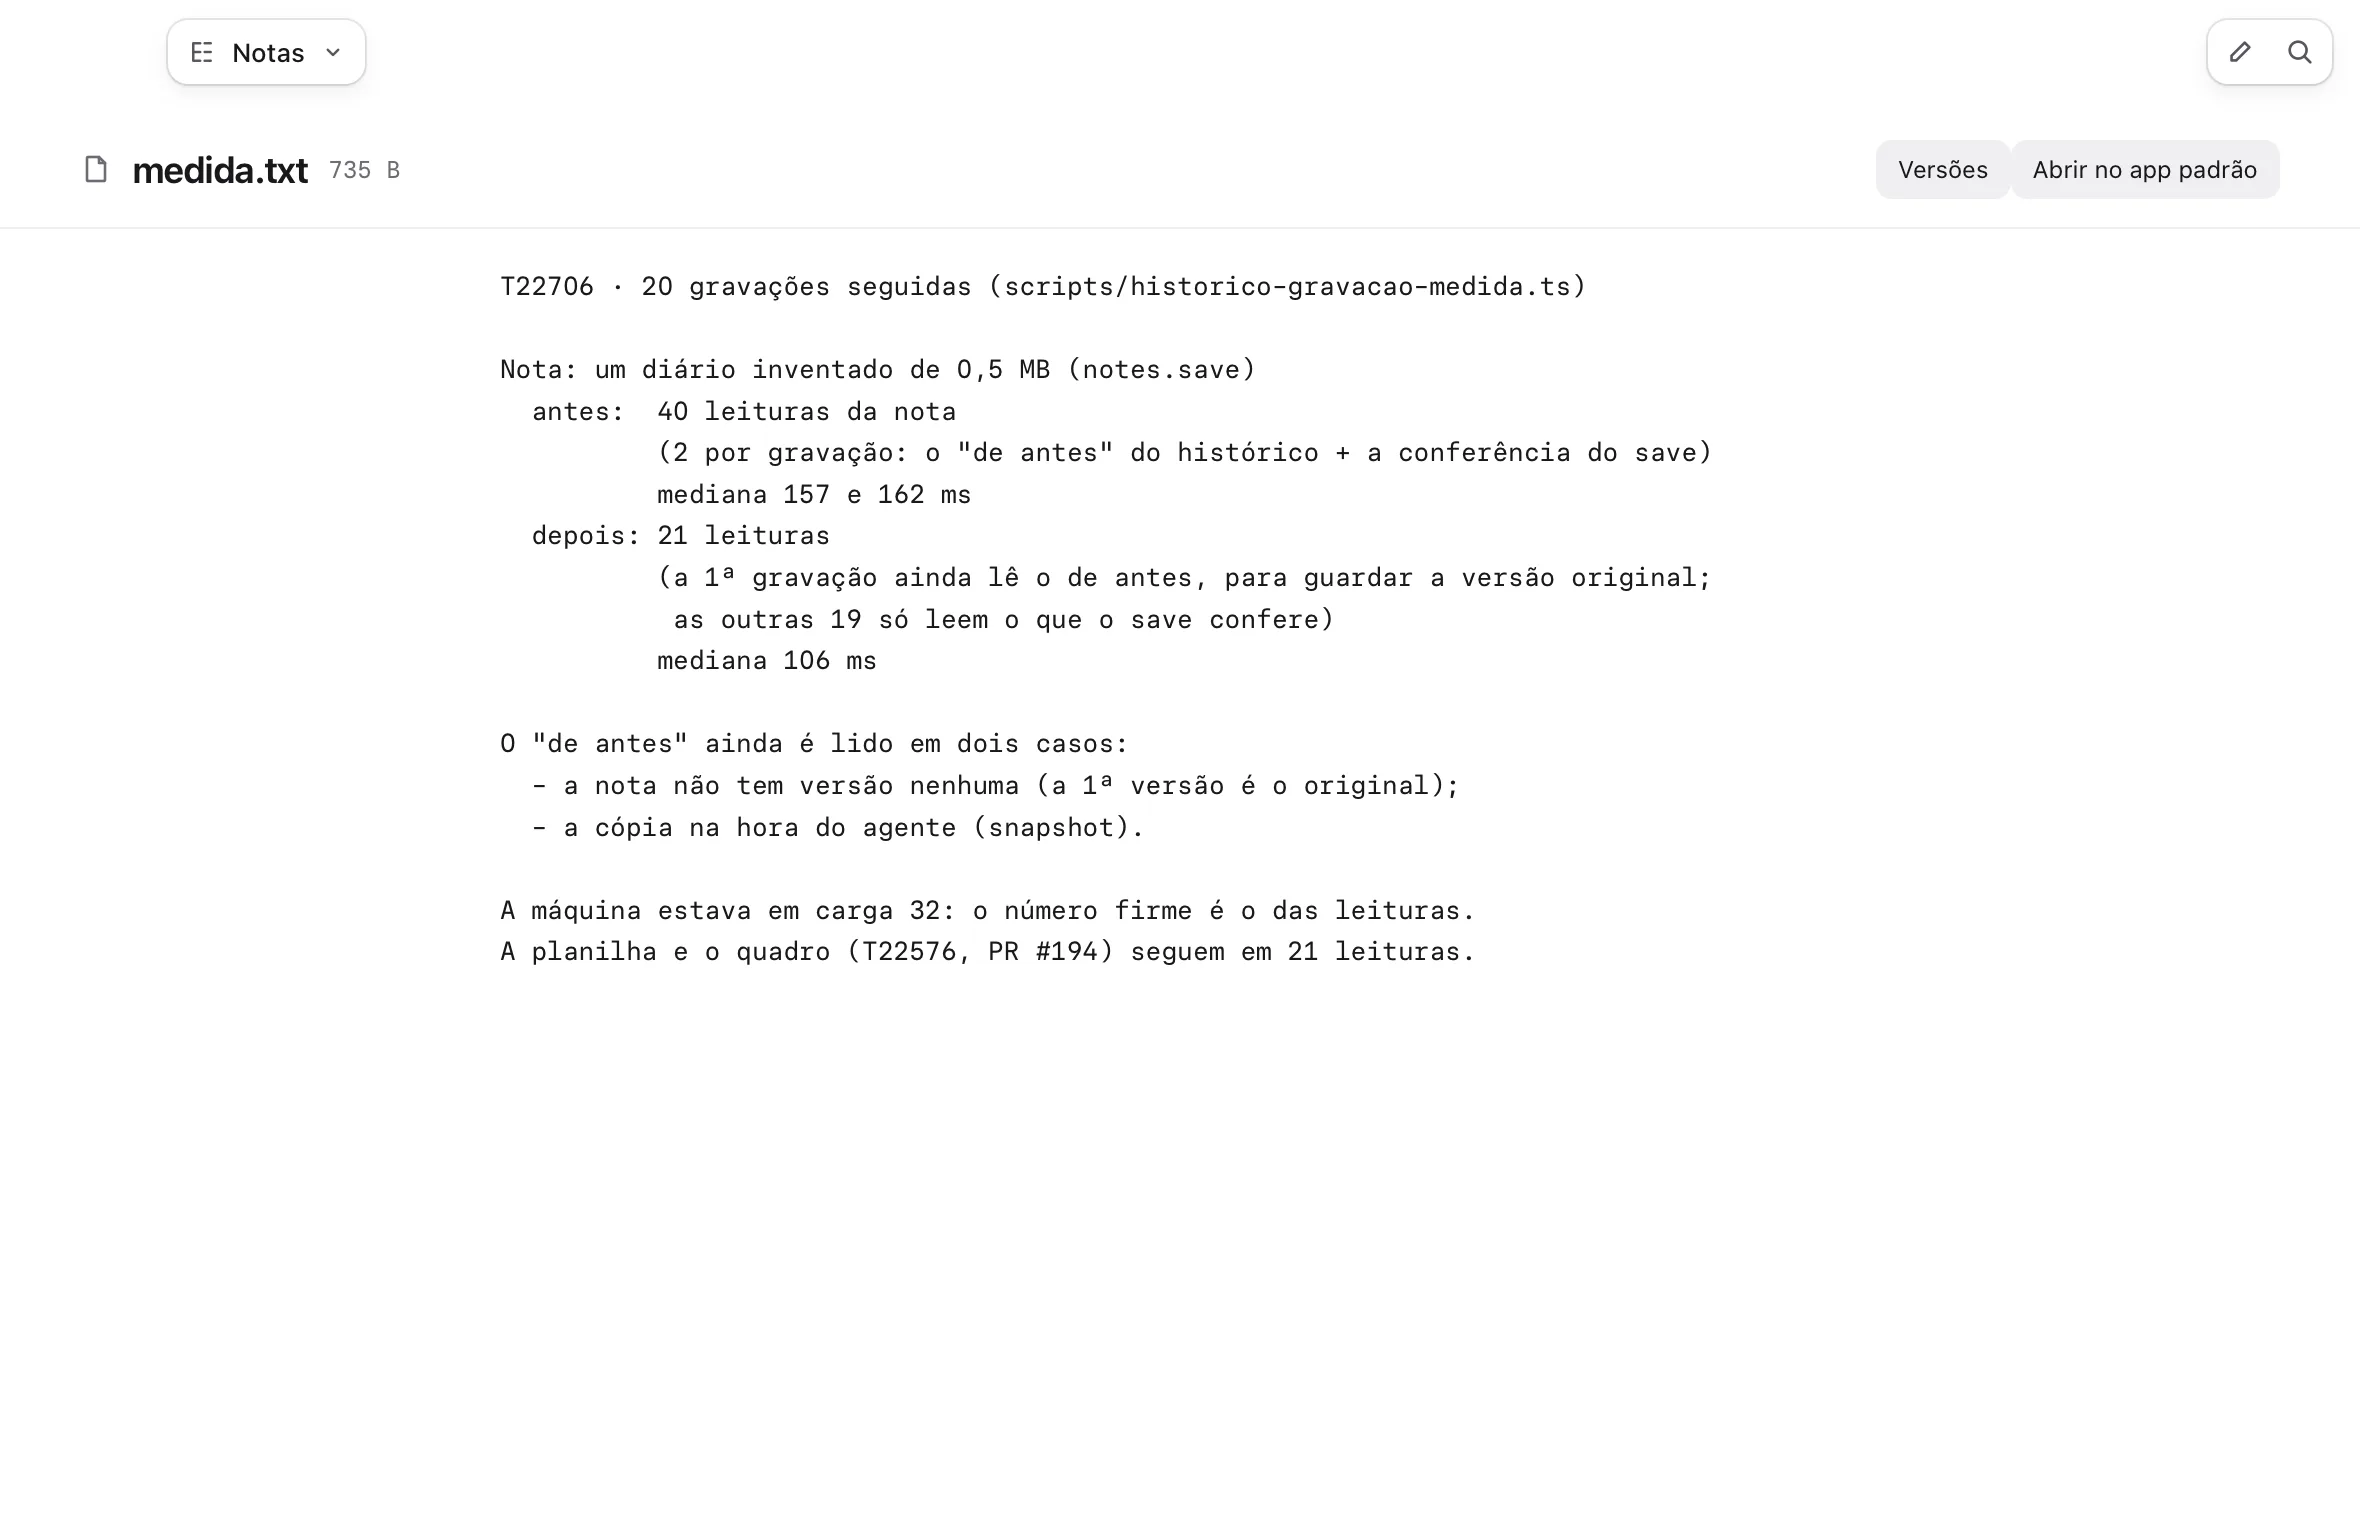 Notas
medida.txt 735 B
Versões
Abrir no app padrão
T22706 · 20 gravações seguidas (scripts/historico-gravacao-medida.ts)
Nota: um diário inventado de 0,5 MB (notes.save)
antes: 40 leituras da nota
(2 por gravação: o "de antes" do histórico + a conferência do save)
mediana 157 e 162 ms
depois: 21 leituras
(a 1ª gravação ainda lê o de antes, para guardar a versão original;
as outras 19 só leem o que o save confere)
mediana 106 ms
O "de antes" ainda é lido em dois casos:
- a nota não tem versão nenhuma (a 1ª versão é o original);
- a cópia na hora do agente (snapshot).
A máquina estava em carga 32: o número firme é o das leituras.
A planilha e o quadro (T22576, PR #194) seguem em 21 leituras.